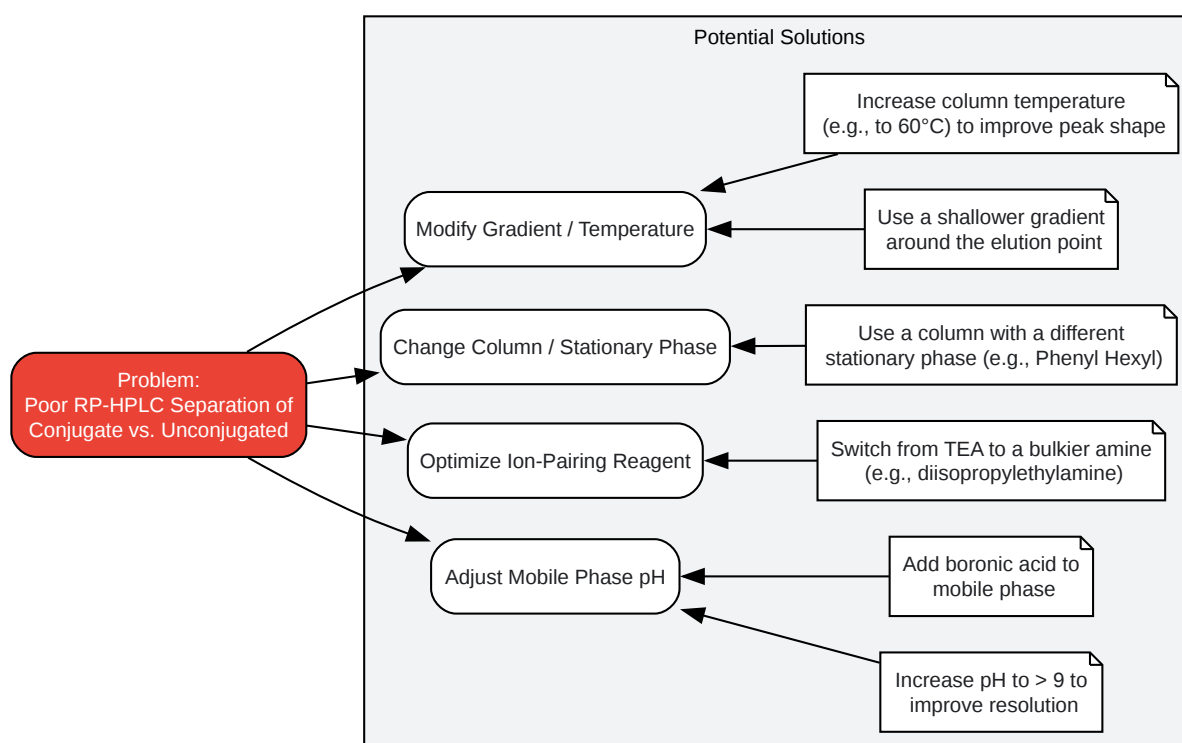 Potential Solutions
Increase column temperature
(e.g., to 60°C) to improve peak shape
Modify Gradient / Temperature
Use a shallower gradient
around the elution point
Change Column / Stationary Phase
Use a column with a different
stationary phase (e.g., Phenyl Hexyl)
Problem:
Poor RP-HPLC Separation of
Conjugate vs. Unconjugated
Optimize Ion-Pairing Reagent
Switch from TEA to a bulkier amine
(e.g., diisopropylethylamine)
Adjust Mobile Phase pH
Add boronic acid to
mobile phase
Increase pH to > 9 to
improve resolution